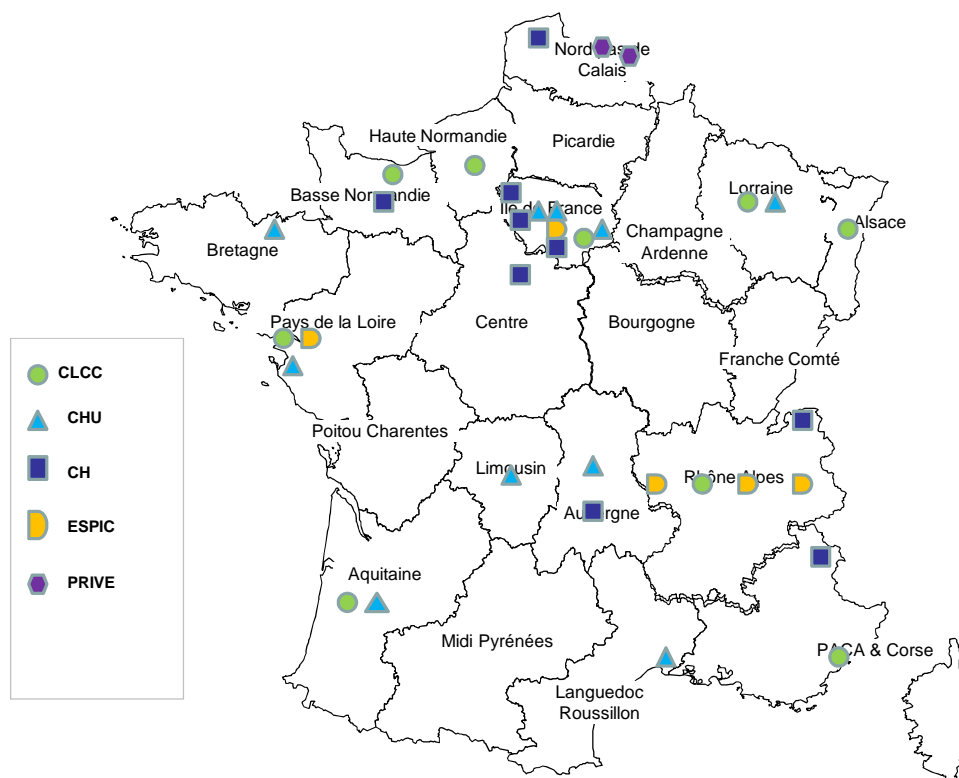 Nord Pas de
Calais
Haute Normandie
Picardie
Basse Normandie
Ile de France
Lorraine
Alsace
Champagne
Ardenne
Bretagne
Pays de la Loire
Centre
Bourgogne
Franche Comté
Poitou Charentes
Limousin
Auvergne
Rhône Alpes
Aquitaine
Midi Pyrénées
PACA & Corse
Languedoc
Roussillon
CLCC
CHU
CH
ESPIC
PRIVE